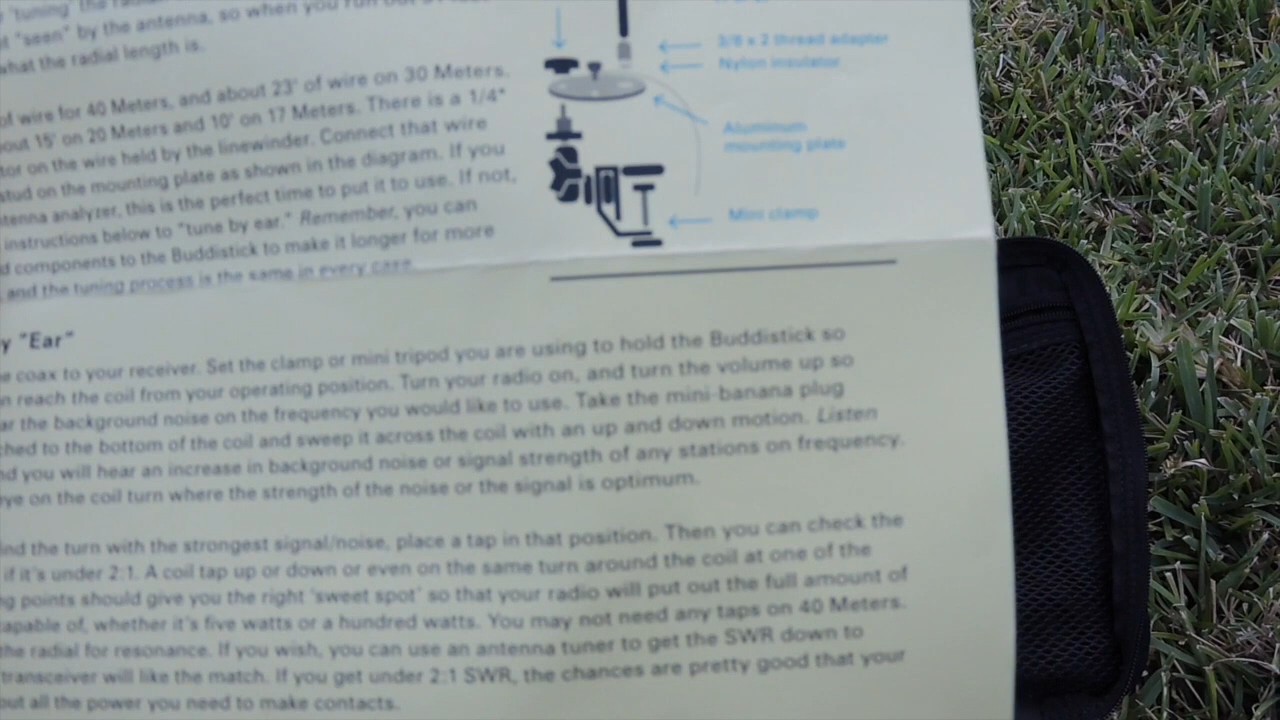 'tuning' the
"seen" by the antenna, so when you run out of
what the radial length is.
of wire for 40 Meters, and about 23' of wire on 30 Meters.
out 15' on 20 Meters and 10' on 17 Meters. There is a 1/4"
tor on the wire held by the linewinder. Connect that wire
stud on the mounting plate as shown in the diagram. If you
tenna analyzer, this is the perfect time to put it to use. If not,
instructions below to "tune by ear." Remember, you can
d components to the Buddistick to make it longer for more
and the tuning process is the same in every case.
3/8 x 2 thread adapter
Nylon insulator
Aluminum
mounting plate
Mini clamp
y "Ear"
e coax to your receiver. Set the clamp or mini tripod you are using to hold the Buddistick so
n reach the coil from your operating position. Turn your radio on, and turn the volume up so
ar the background noise on the frequency you would like to use. Take the mini-banana plug
ched to the bottom of the coil and sweep it across the coil with an up and down motion. Listen
nd you will hear an increase in background noise or signal strength of any stations on frequency.
ye on the coil turn where the strength of the noise or the signal is optimum.
ind the turn with the strongest signal/noise, place a tap in that position. Then you can check the
if it's under 2:1. A coil tap up or down or even on the same turn around the coil at one of the
ng points should give you the right 'sweet spot' so that your radio will put out the full amount of
capable of, whether it's five watts or a hundred watts. You may not need any taps on 40 Meters.
the radial for resonance. If you wish, you can use an antenna tuner to get the SWR down to
transceiver will like the match. If you get under 2:1 SWR, the chances are pretty good that your
out all the power you need to make contacts.